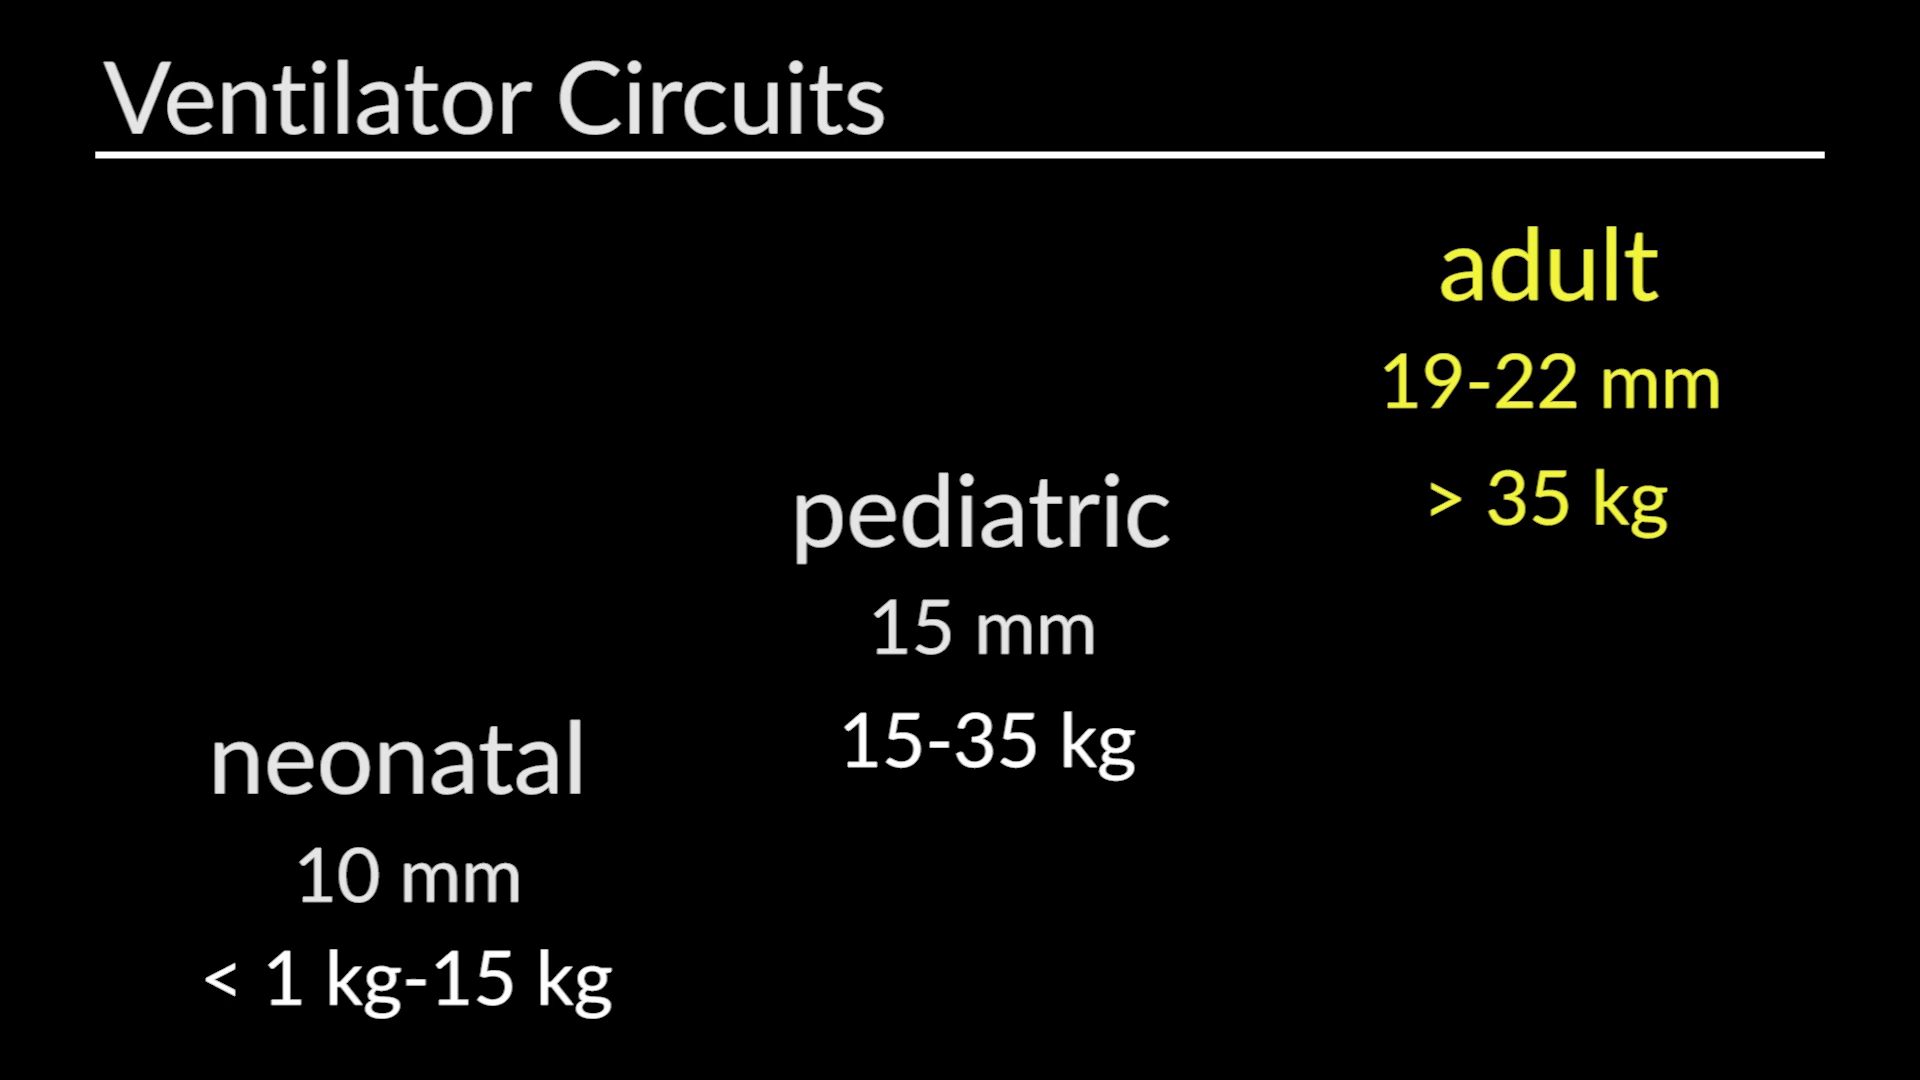 Ventilator Circuits
neonatal
10 mm
< 1 kg-15 kg
pediatric
15 mm
15-35 kg
adult
19-22 mm
> 35 kg